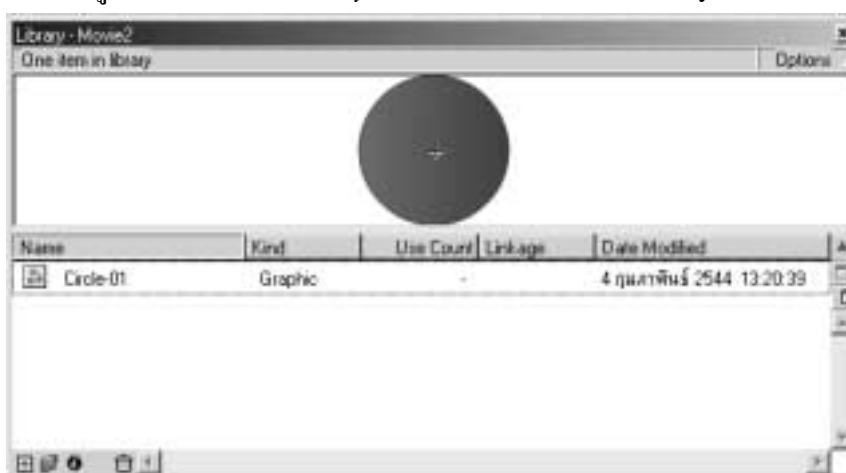 Library - Movie2
One item in library Options
Name Kind Use Count Linkage Date Modified
Circle-01 Graphic - 4 กุมภาพันธ์ 2544 13:20:39